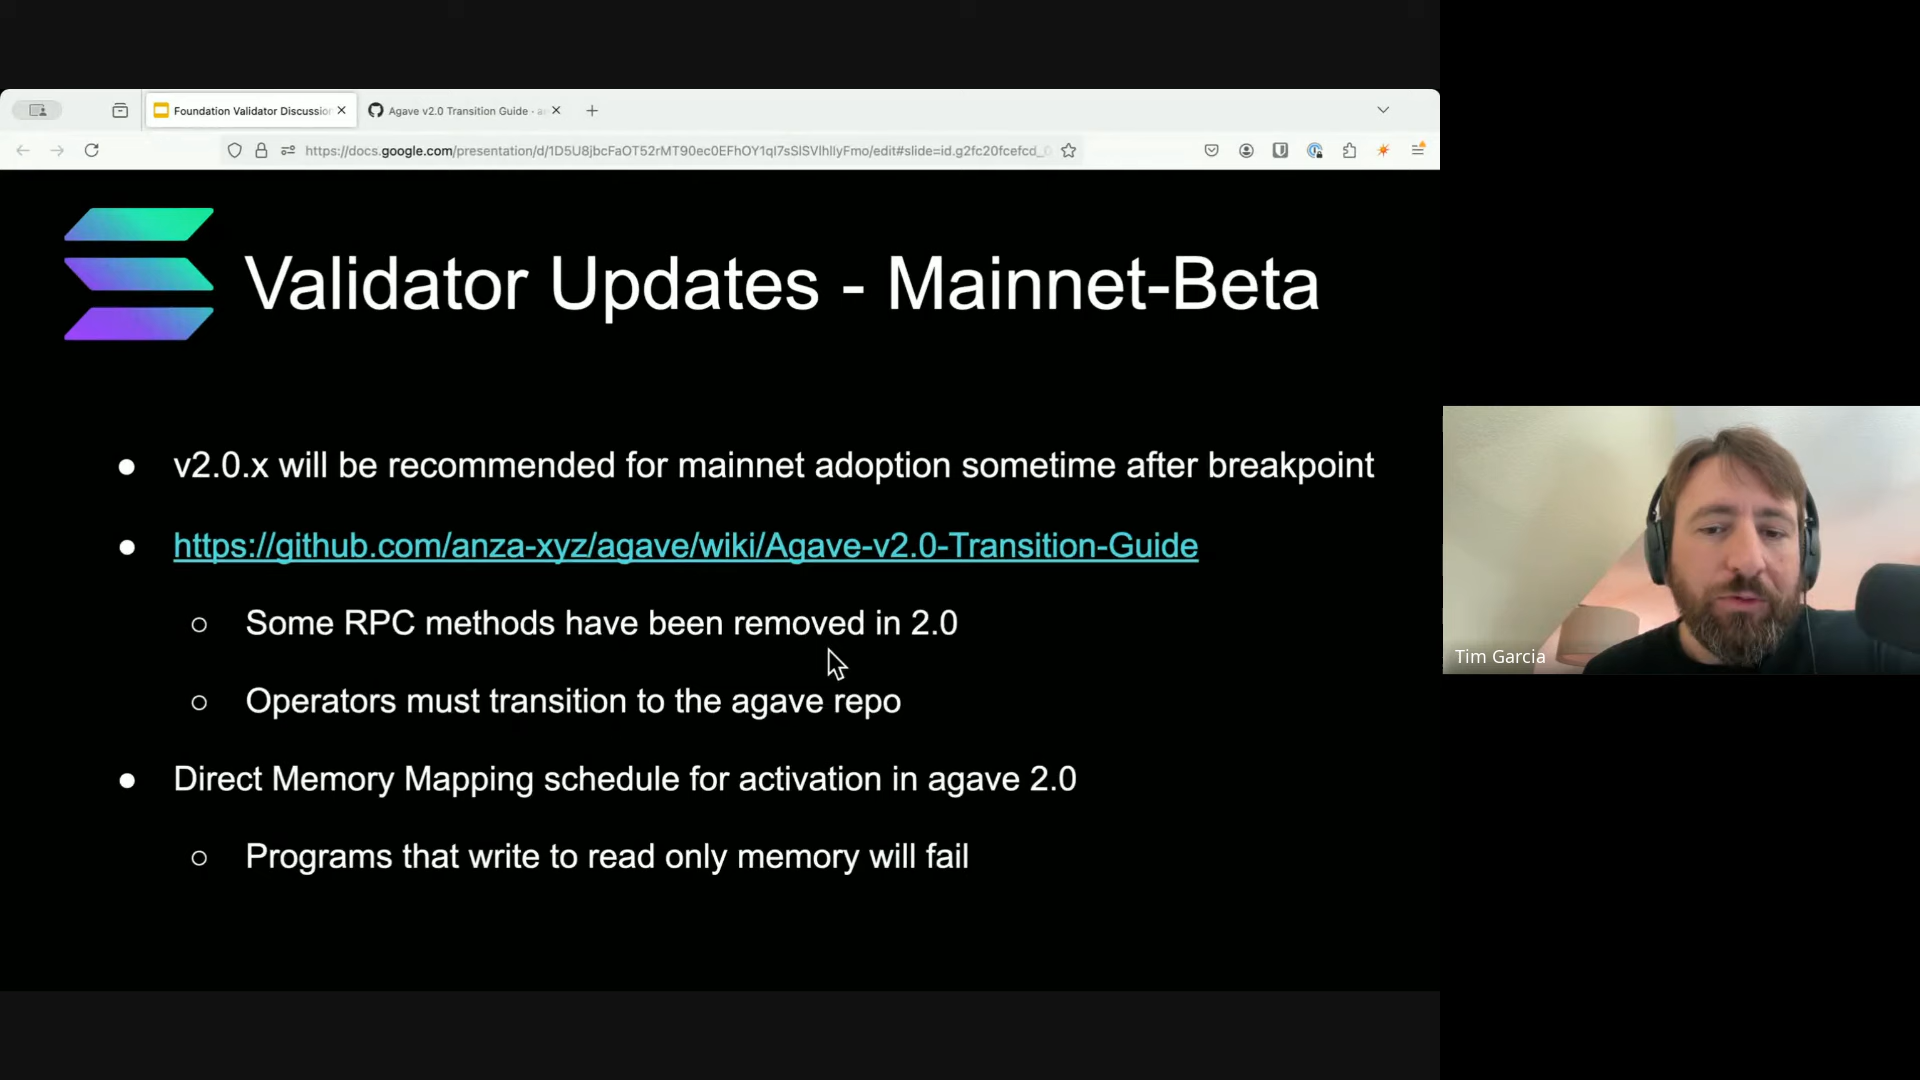 Foundation Validator Discussion
Agave v2.0 Transition Guide - a
https://docs.google.com/presentation/d/1D5U8jbcFaOT52rMT90ec0EFhOY1ql7sSlSVlhllyFmo/edit#slide=id.g2fc20fcefcd_0
Validator Updates - Mainnet-Beta
● v2.0.x will be recommended for mainnet adoption sometime after breakpoint
● https://github.com/anza-xyz/agave/wiki/Agave-v2.0-Transition-Guide
○ Some RPC methods have been removed in 2.0
○ Operators must transition to the agave repo
● Direct Memory Mapping schedule for activation in agave 2.0
○ Programs that write to read only memory will fail
Tim Garcia